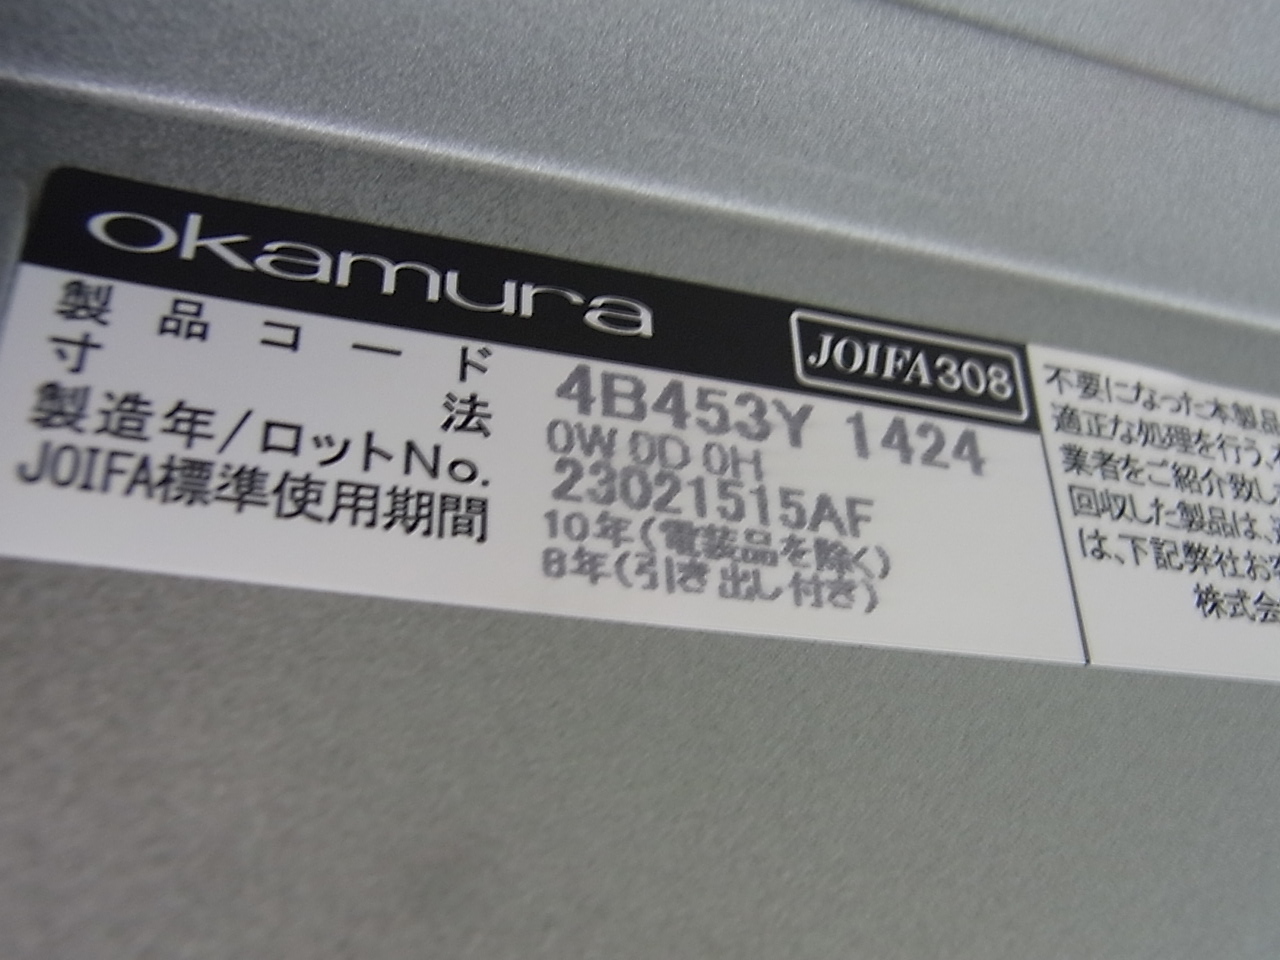 okamura
JOIFA308
製品コード 4B453Y 1424
寸法 0W 0D 0H
製造年/ロットNo. 23021515AF
JOIFA標準使用期間 10年(電装品を除く)
8年(引き出し付き)
不要になった本製品
適正な処理を行う、
業者をご紹介致し
回収した製品は、
は、下記弊社お客
株式会